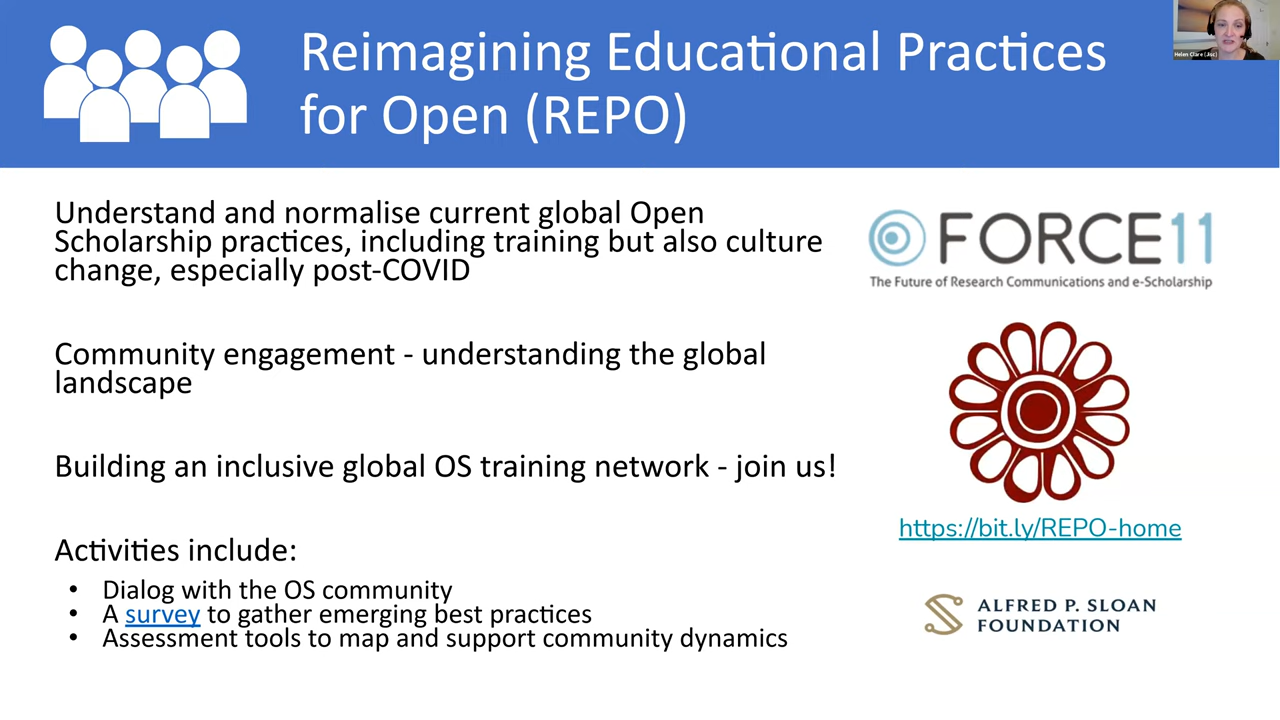 Reimagining Educational Practices
for Open (REPO)
Helen Clare (Jisc)
Understand and normalise current global Open
Scholarship practices, including training but also culture
change, especially post-COVID
Community engagement - understanding the global
landscape
Building an inclusive global OS training network - join us!
Activities include:
• Dialog with the OS community
• A survey to gather emerging best practices
• Assessment tools to map and support community dynamics
FORCE11
The Future of Research Communications and e-Scholarship
https://bit.ly/REPO-home
ALFRED P. SLOAN
FOUNDATION